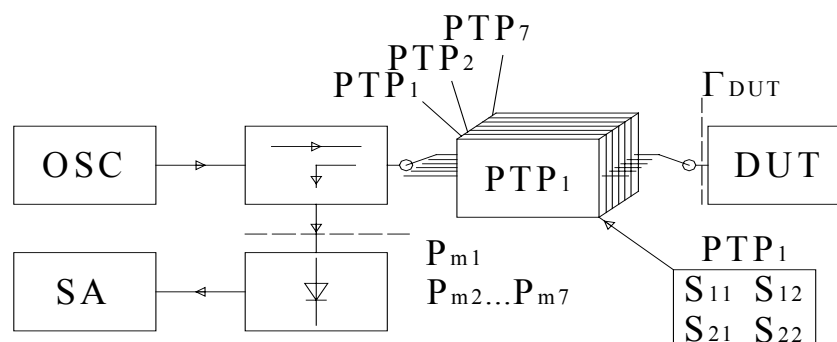 PTP7
PTP2
PTP1
ΓDUT
OSC
PTP1
DUT
SA
Pm1
Pm2...Pm7
PTP1
S11 S12
S21 S22